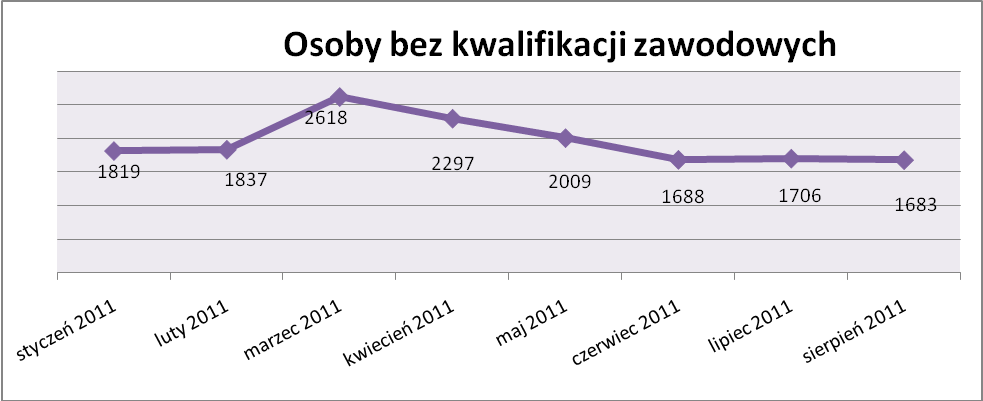 Osoby bez kwalifikacji zawodowych
1819
1837
2618
2297
2009
1688
1706
1683
styczeń 2011
luty 2011
marzec 2011
kwiecień 2011
maj 2011
czerwiec 2011
lipiec 2011
sierpień 2011